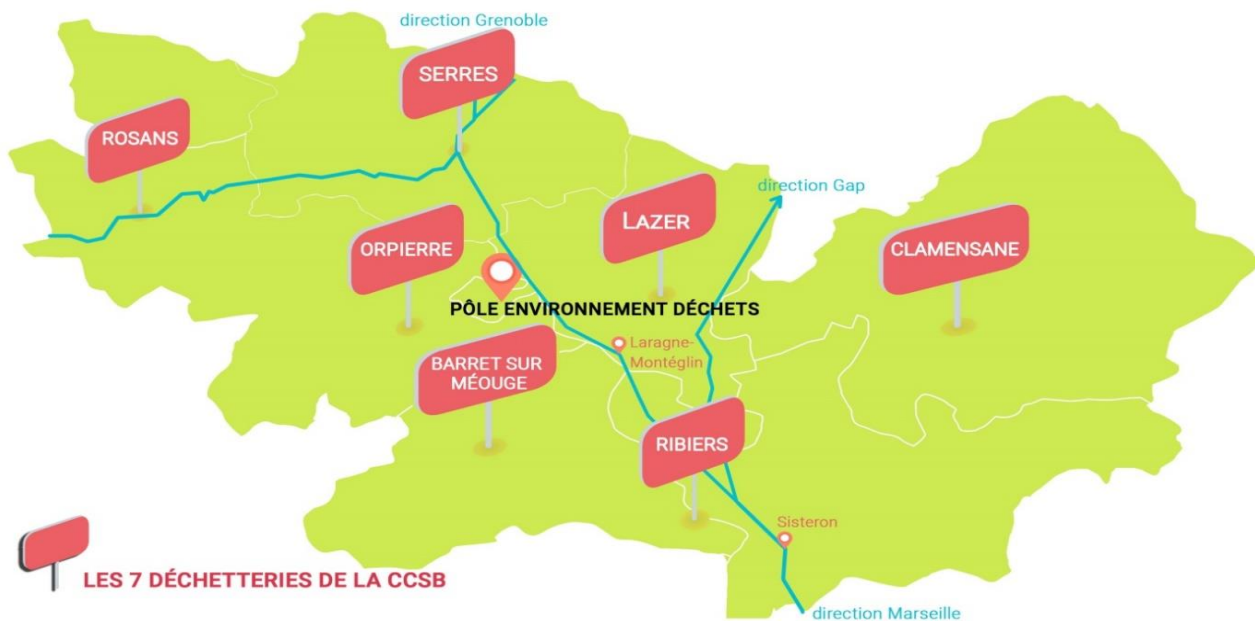 direction Grenoble
SERRES
ROSANS
direction Gap
LAZER
ORPIERRE
CLAMENSANE
PÔLE ENVIRONNEMENT DÉCHETS
Laragne-
Montéglin
BARRET SUR
MÉOUGE
RIBIERS
Sisteron
LES 7 DÉCHETTERIES DE LA CCSB
direction Marseille